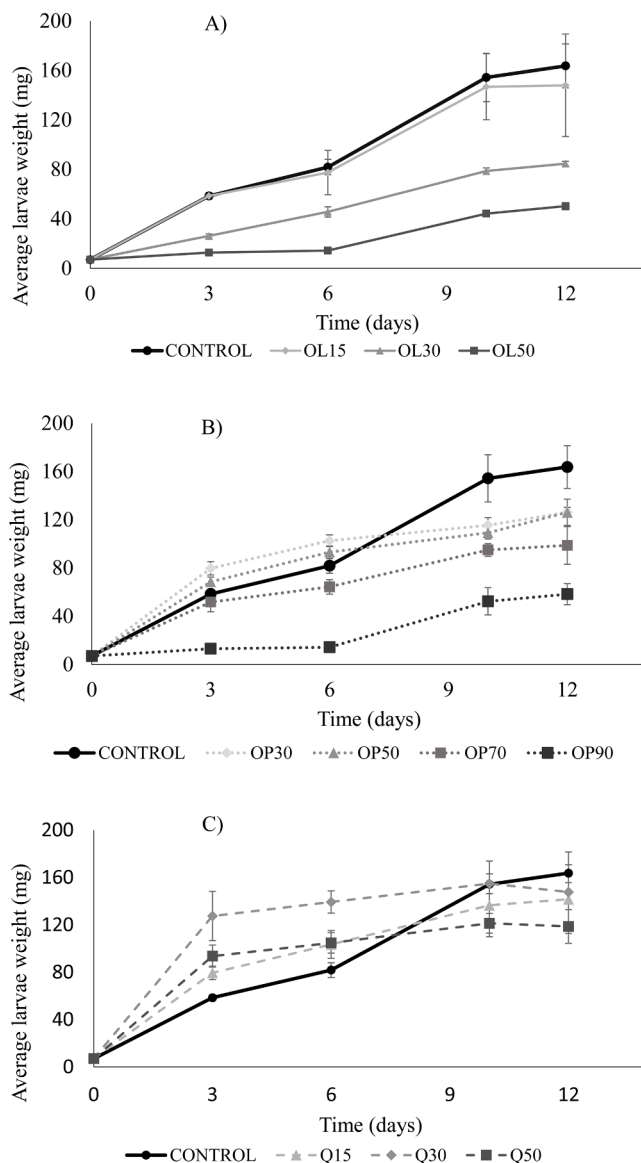 A)
200
160
120
80
40
0
Average larvae weight (mg)
0 3 6 9 12
Time (days)
CONTROL OL15 OL30 OL50
B)
200
160
120
80
40
0
Average larvae weight (mg)
0 3 6 9 12
Time (days)
CONTROL OP30 OP50 OP70 OP90
C)
200
160
120
80
40
0
Average larvae weight (mg)
0 3 6 9 12
Time (days)
CONTROL Q15 Q30 Q50